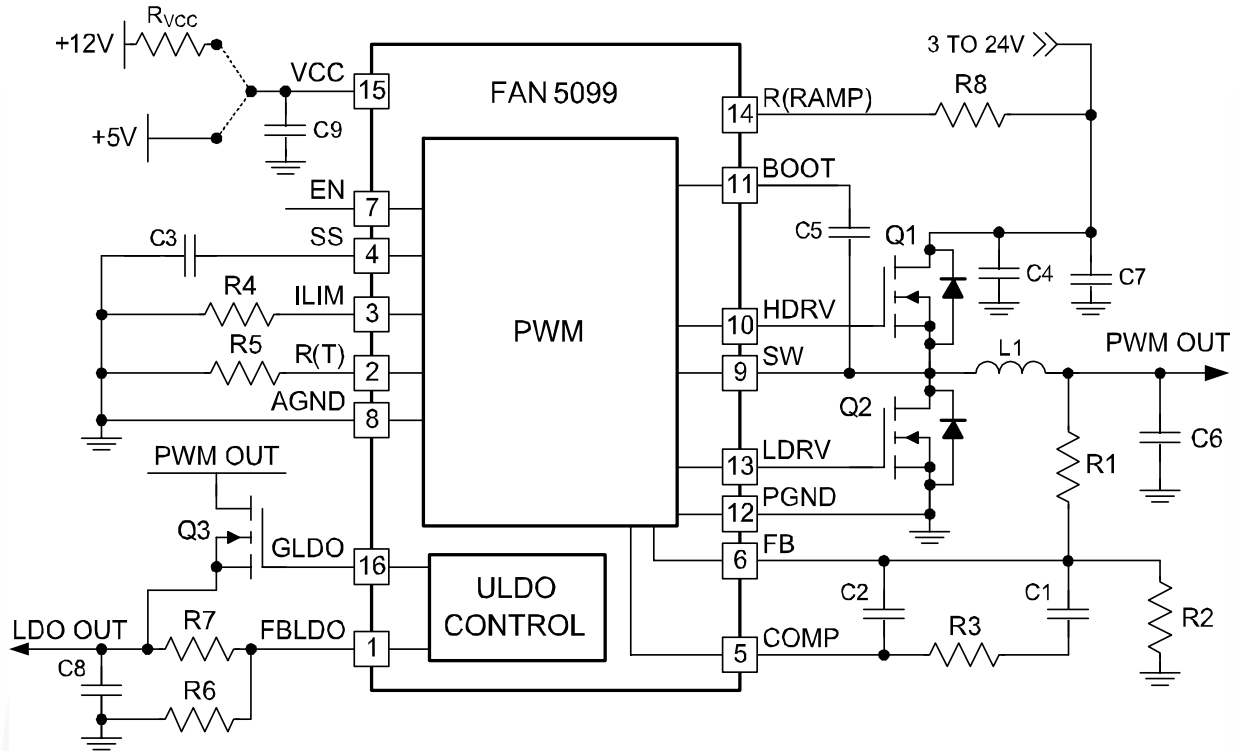 RVCC
+12V
+5V
VCC
15
C9
FAN 5099
3 TO 24V
14
R(RAMP)
R8
EN
7
11
BOOT
C3
SS
4
C5
Q1
C4
C7
R4
ILIM
3
PWM
10
HDRV
R5
R(T)
2
9
SW
L1
PWM OUT
AGND
8
Q2
C6
PWM OUT
13
LDRV
R1
12
PGND
Q3
GLDO
16
6
FB
ULDO
CONTROL
C2
C1
R2
LDO OUT
R7
FBLDO
1
5
COMP
R3
C8
R6